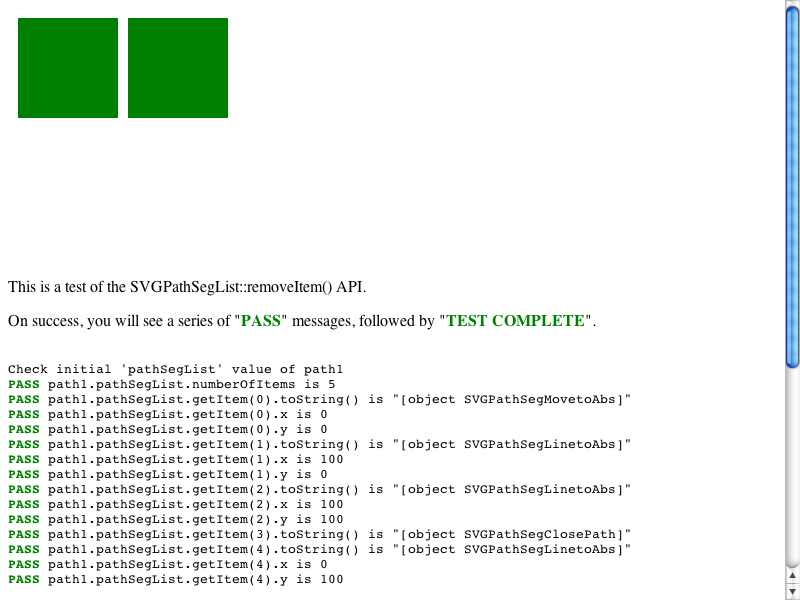 This is a test of the SVGPathSegList::removeItem() API.
On success, you will see a series of "PASS" messages, followed by "TEST COMPLETE".
Check initial 'pathSegList' value of path1
PASS path1.pathSegList.numberOfItems is 5
PASS path1.pathSegList.getItem(0).toString() is "[object SVGPathSegMovetoAbs]"
PASS path1.pathSegList.getItem(0).x is 0
PASS path1.pathSegList.getItem(0).y is 0
PASS path1.pathSegList.getItem(1).toString() is "[object SVGPathSegLinetoAbs]"
PASS path1.pathSegList.getItem(1).x is 100
PASS path1.pathSegList.getItem(1).y is 0
PASS path1.pathSegList.getItem(2).toString() is "[object SVGPathSegLinetoAbs]"
PASS path1.pathSegList.getItem(2).x is 100
PASS path1.pathSegList.getItem(2).y is 100
PASS path1.pathSegList.getItem(3).toString() is "[object SVGPathSegClosePath]"
PASS path1.pathSegList.getItem(4).toString() is "[object SVGPathSegLinetoAbs]"
PASS path1.pathSegList.getItem(4).x is 0
PASS path1.pathSegList.getItem(4).y is 100